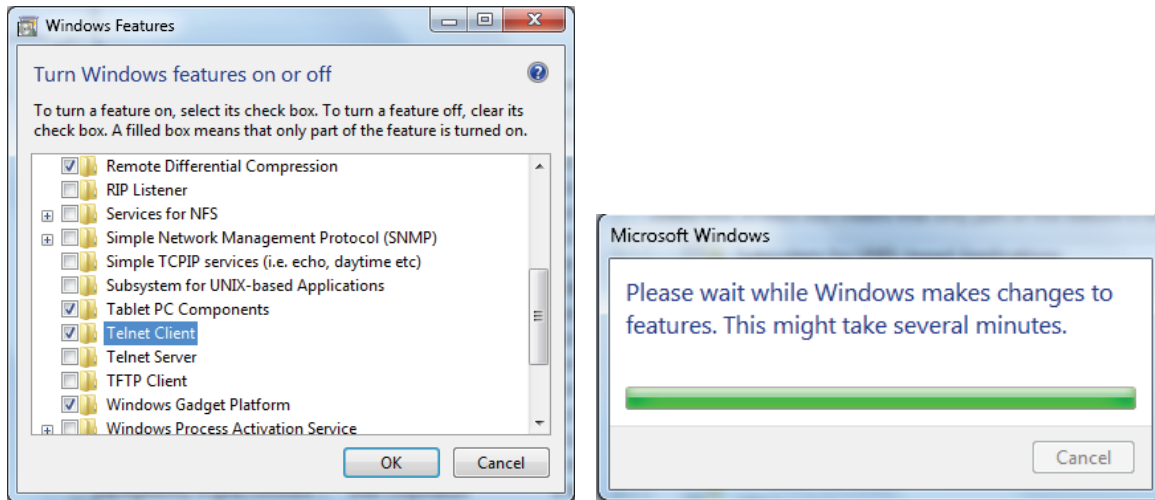 Windows Features
Turn Windows features on or off
To turn a feature on, select its check box. To turn a feature off, clear its
check box. A filled box means that only part of the feature is turned on.
Remote Differential Compression
RIP Listener
Services for NFS
Simple Network Management Protocol (SNMP)
Simple TCPIP services (i.e. echo, daytime etc)
Subsystem for UNIX-based Applications
Tablet PC Components
Telnet Client
Telnet Server
TFTP Client
Windows Gadget Platform
Windows Process Activation Service
OK
Cancel
Microsoft Windows
Please wait while Windows makes changes to
features. This might take several minutes.
Cancel